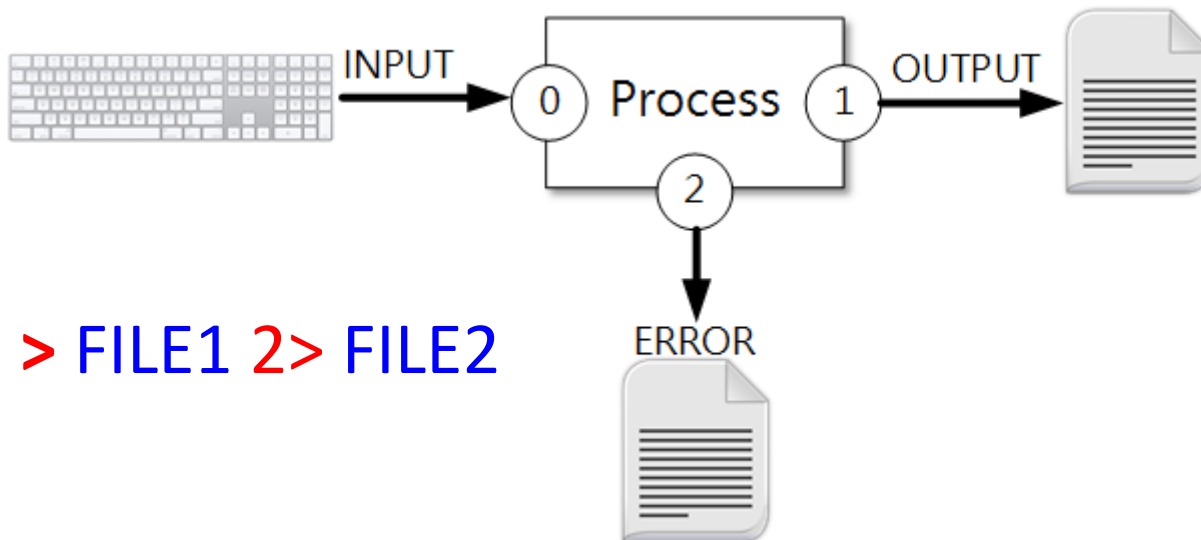 INPUT
0
Process
1
OUTPUT
2
ERROR
> FILE1 2> FILE2